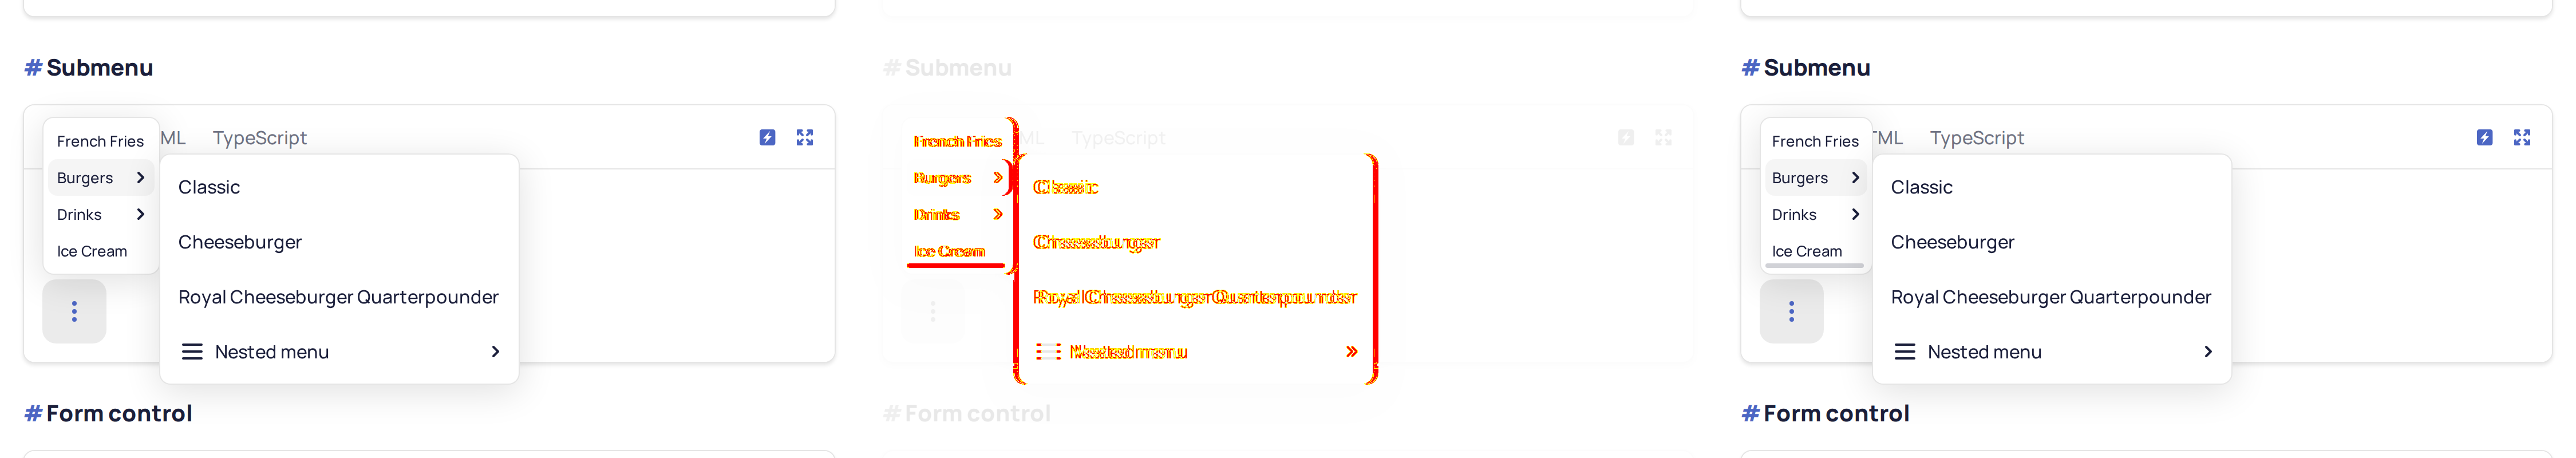 # Submenu
French Fries
ML TypeScript
Burgers
Drinks
Ice Cream
Classic
Cheeseburger
Royal Cheeseburger Quarterpounder
Nested menu
# Form control
# Submenu
French Fries
ML TypeScript
Burgers
Drinks
Ice Cream
Classic
Cheeseburger
Royal Cheeseburger Quarterpounder
Nested menu
# Form control
# Submenu
French Fries
TML TypeScript
Burgers
Drinks
Ice Cream
Classic
Cheeseburger
Royal Cheeseburger Quarterpounder
Nested menu
# Form control